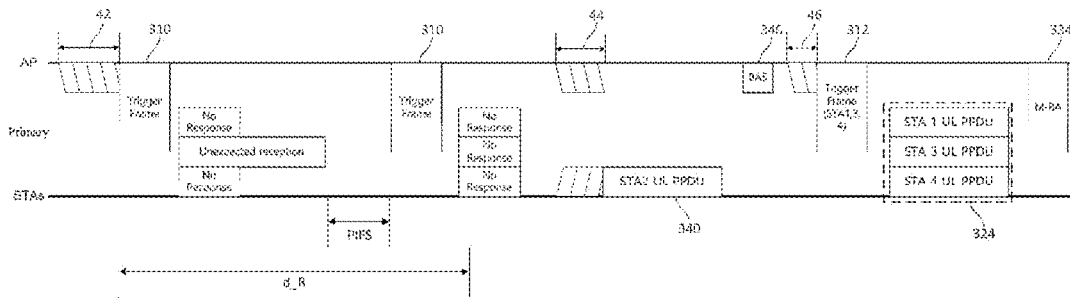 42
310
310
44
346
46
312
334
AP
Trigger
Frame
Trigger
Frame
BAS
Trigger
Frame
(STA1,3,
4)
M-BA
Primary
No
Response
Unexpected reception
No
Response
No
Response
No
Response
No
Response
STA 1 UL PPDU
STA 3 UL PPDU
STA 4 UL PPDU
STA2 UL PPDU
STAs
PIFS
340
324
d_R